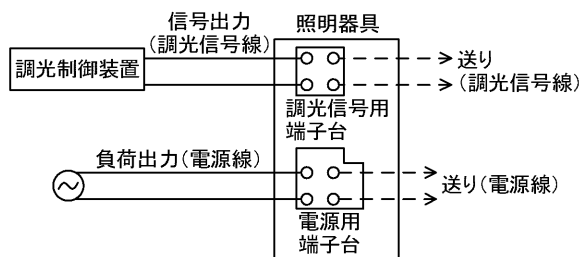 信号出力
(調光信号線)
照明器具
調光制御装置
送り
(調光信号線)
調光信号用
端子台
負荷出力(電源線)
送り(電源線)
電源用
端子台